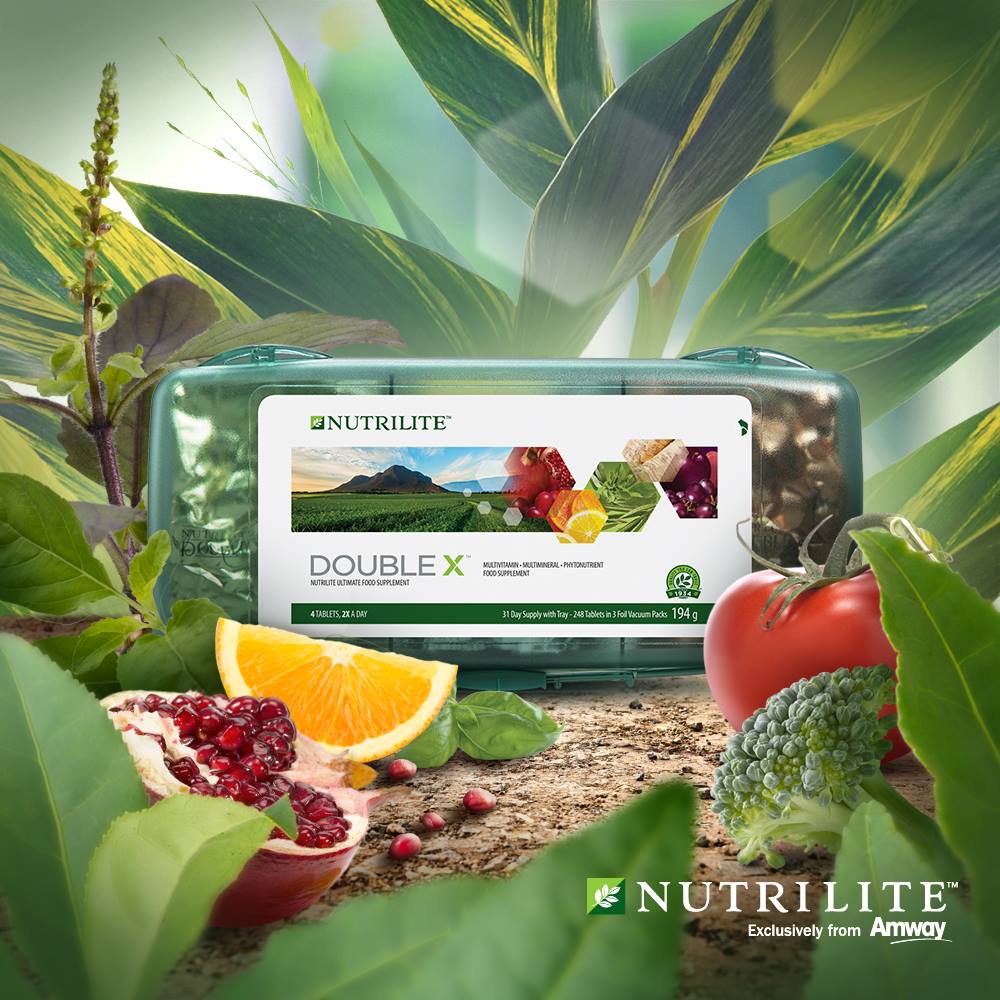 NUTRILITE™
DOUBLE X™
NUTRILITE ULTIMATE FOOD SUPPLEMENT
MULTIVITAMIN • MULTIMINERAL • PHYTONUTRIENT
FOOD SUPPLEMENT
1934
4 TABLETS, 2X A DAY
31 Day Supply with Tray - 248 Tablets in 3 Foil Vacuum Packs 194 g
NUTRILITE™
Exclusively from Amway